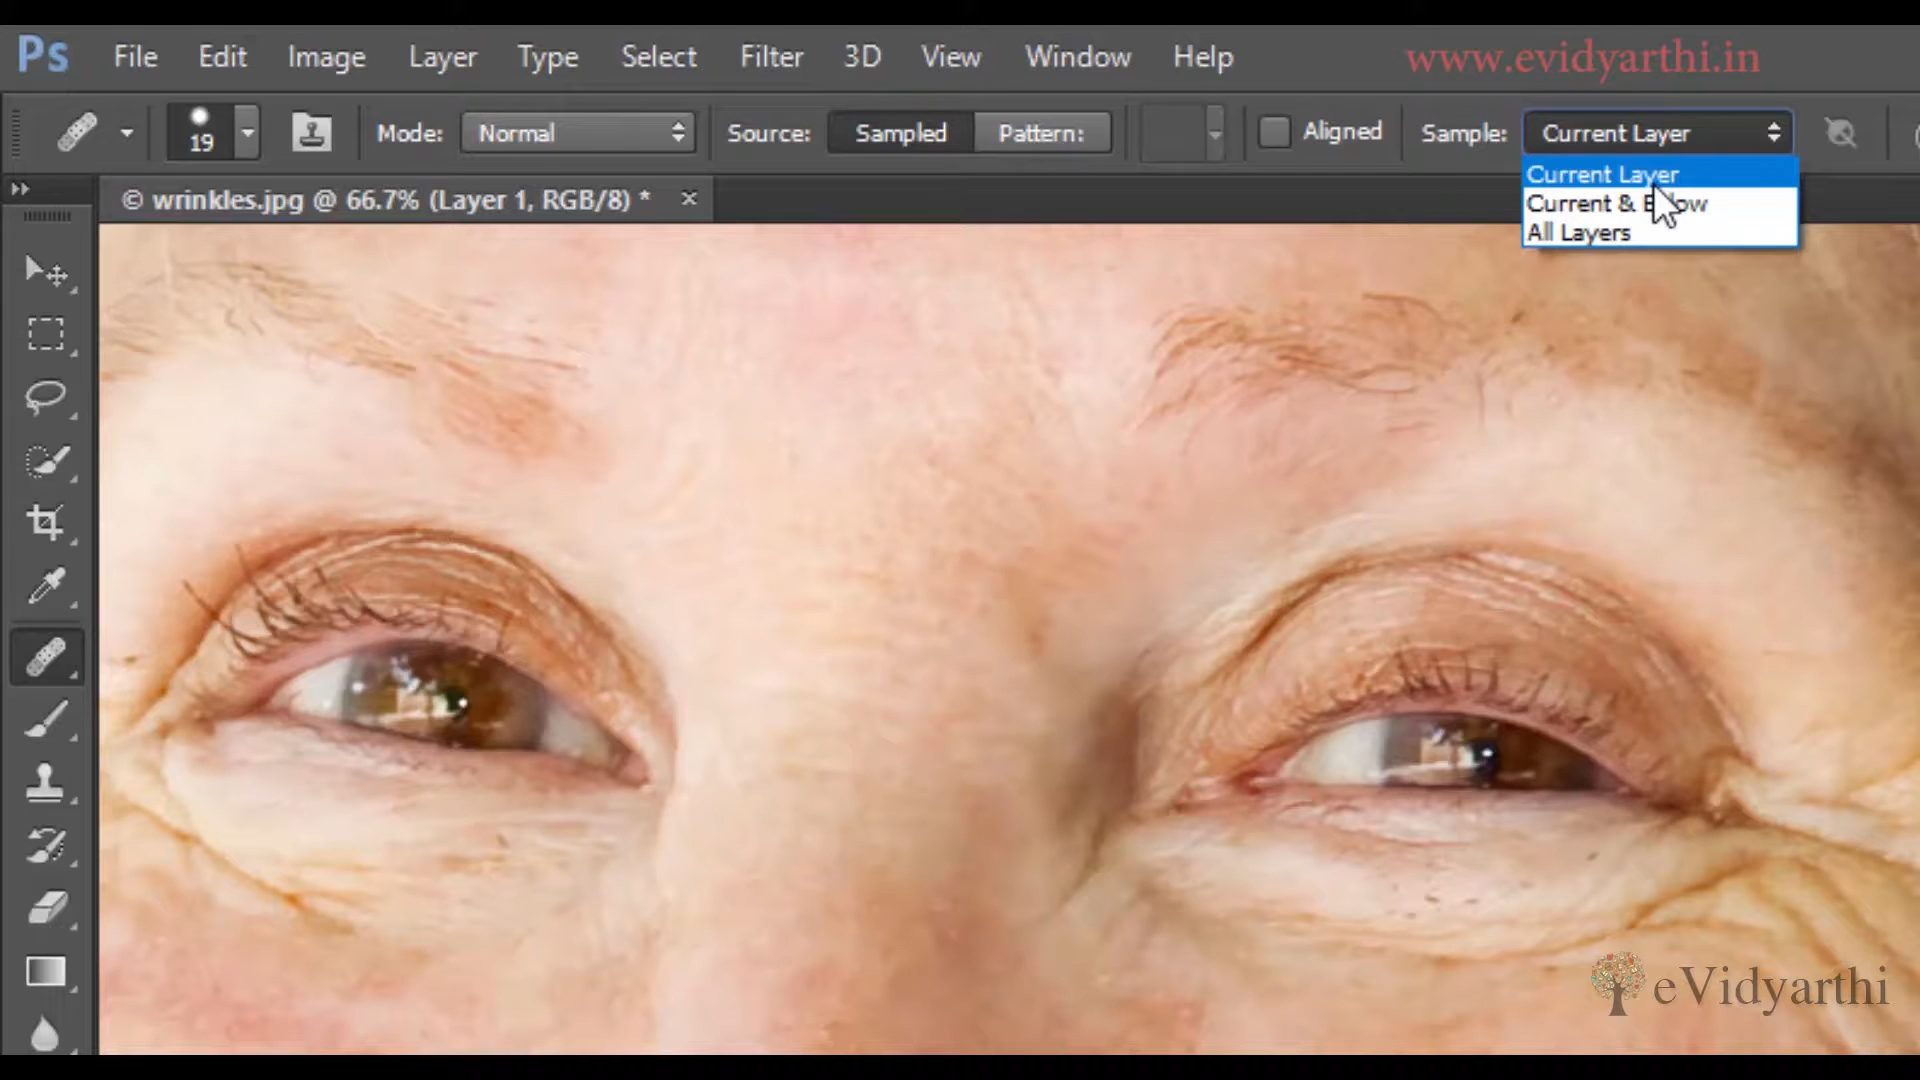 Ps File Edit Image Layer Type Select Filter 3D View Window Help www.evidyarthi.in
19 Mode: Normal Source: Sampled Pattern: Aligned Sample: Current Layer
Current Layer
Current & Below
All Layers
© wrinkles.jpg @ 66.7% (Layer 1, RGB/8) * ×
eVidyarthi